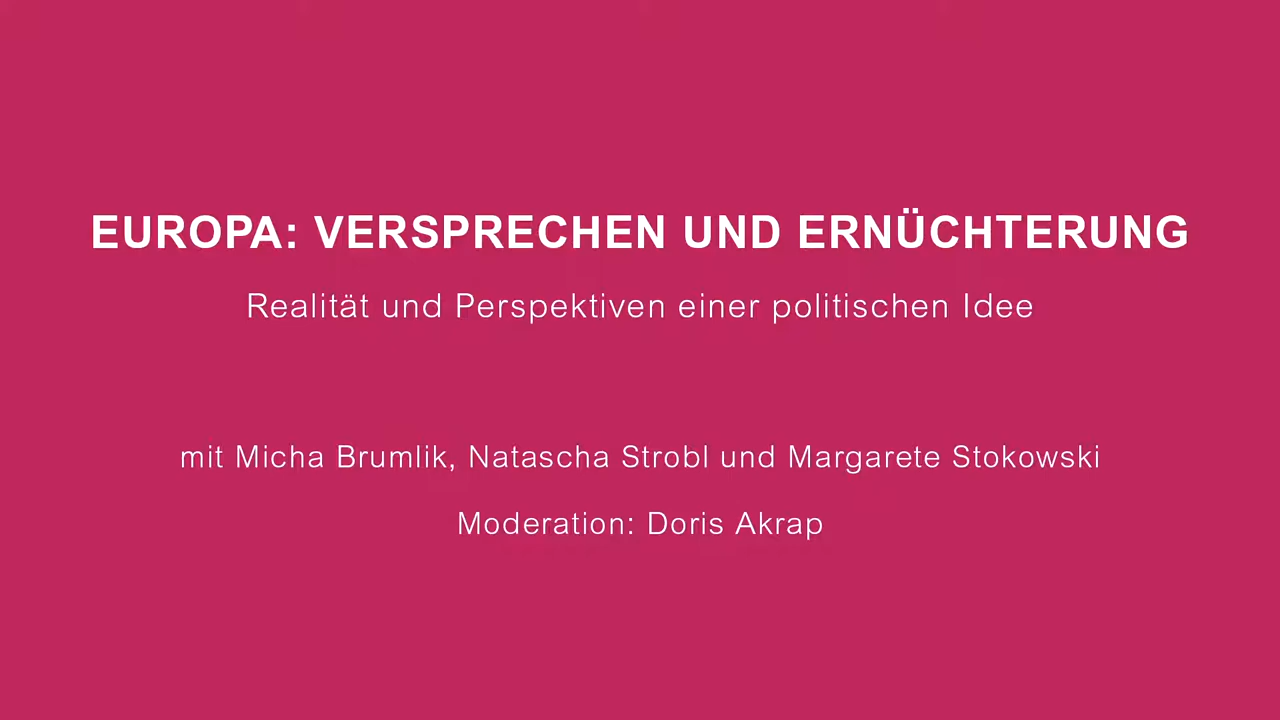 EUROPA: VERSPRECHEN UND ERNÜCHTERUNG
Realität und Perspektiven einer politischen Idee
mit Micha Brumlik, Natascha Strobl und Margarete Stokowski
Moderation: Doris Akrap